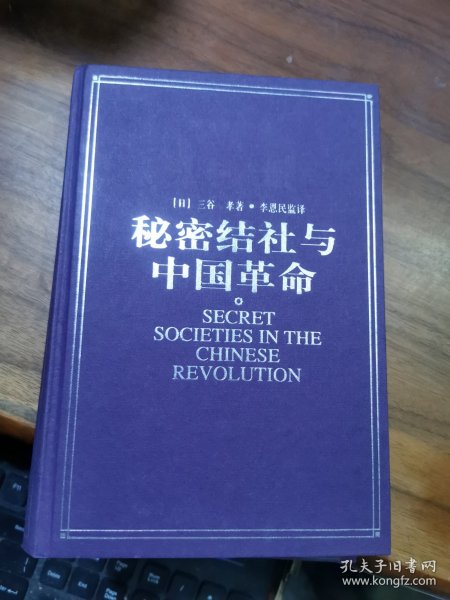 [日] 三谷 孝著 • 李恩民监译
秘密结社与
中国革命
SECRET
SOCIETIES IN THE
CHINESE
REVOLUTION
孔夫子旧书网
www.kongfz.com